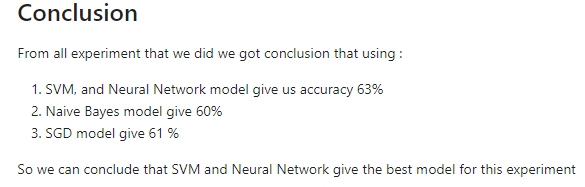 Conclusion
From all experiment that we did we got conclusion that using :
1. SVM, and Neural Network model give us accuracy 63%
2. Naive Bayes model give 60%
3. SGD model give 61 %
So we can conclude that SVM and Neural Network give the best model for this experiment